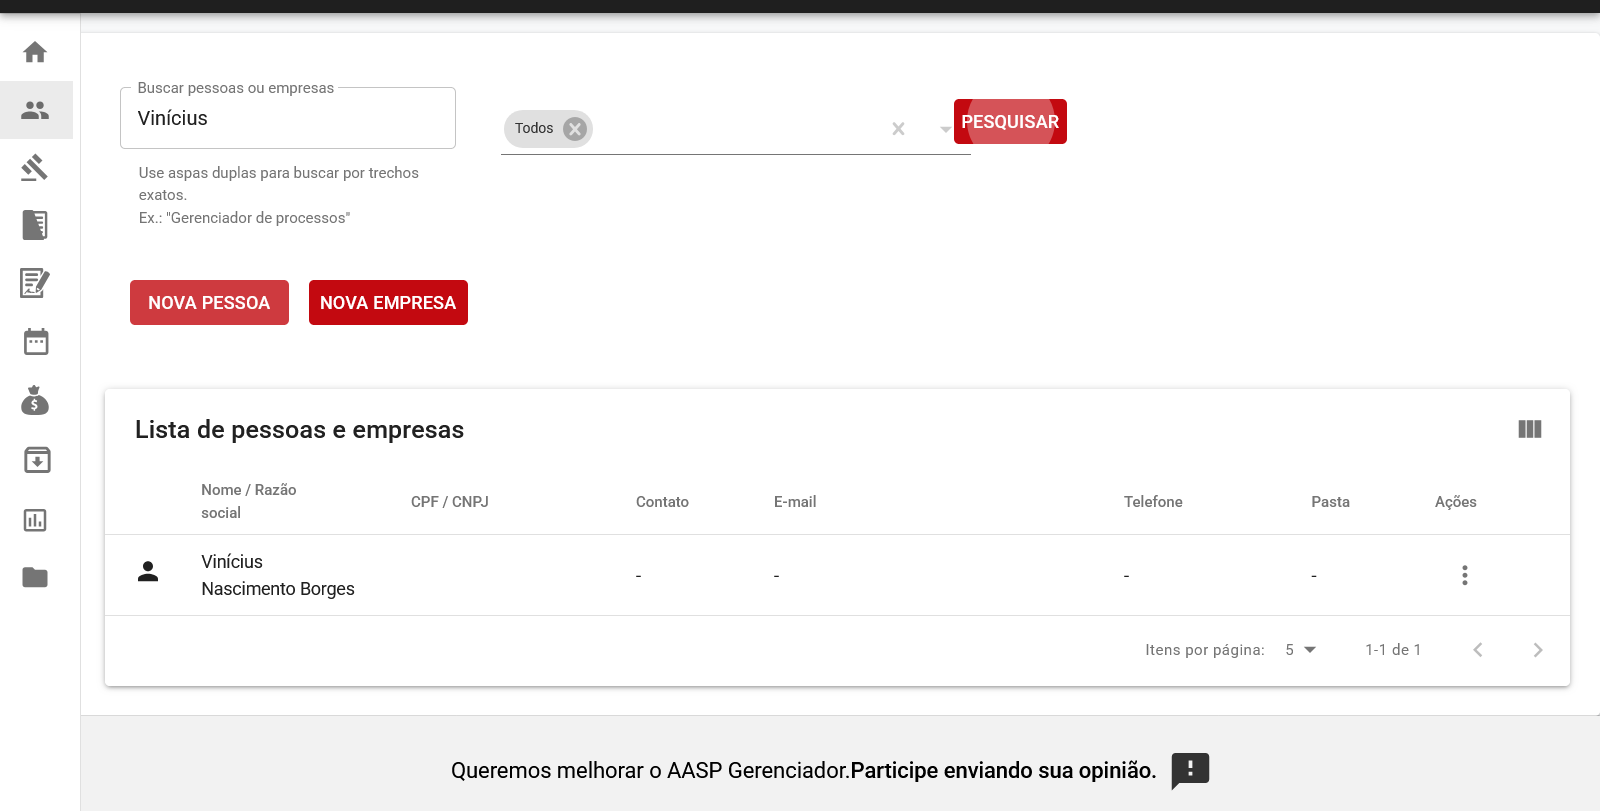 Buscar pessoas ou empresas
Vinícius
Todos
PESQUISAR
Use aspas duplas para buscar por trechos
exatos.
Ex.: "Gerenciador de processos"
NOVA PESSOA
NOVA EMPRESA
Lista de pessoas e empresas
Nome / Razão
social
CPF / CNPJ
Contato
E-mail
Telefone
Pasta
Ações
Vinícius
Nascimento Borges
-
-
-
-
Itens por página:
5
1-1 de 1
Queremos melhorar o AASP Gerenciador.Participe enviando sua opinião.